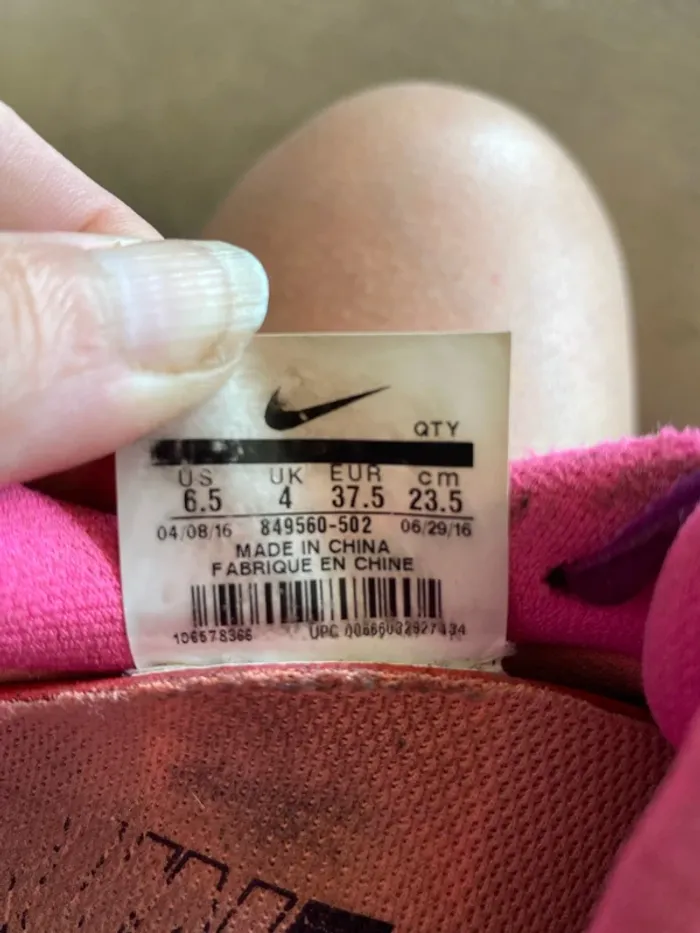 QTY
US UK EUR cm
6.5 4 37.5 23.5
04/08/16 849560-502 06/29/16
MADE IN CHINA
FABRIQUE EN CHINE
106578366 UPC